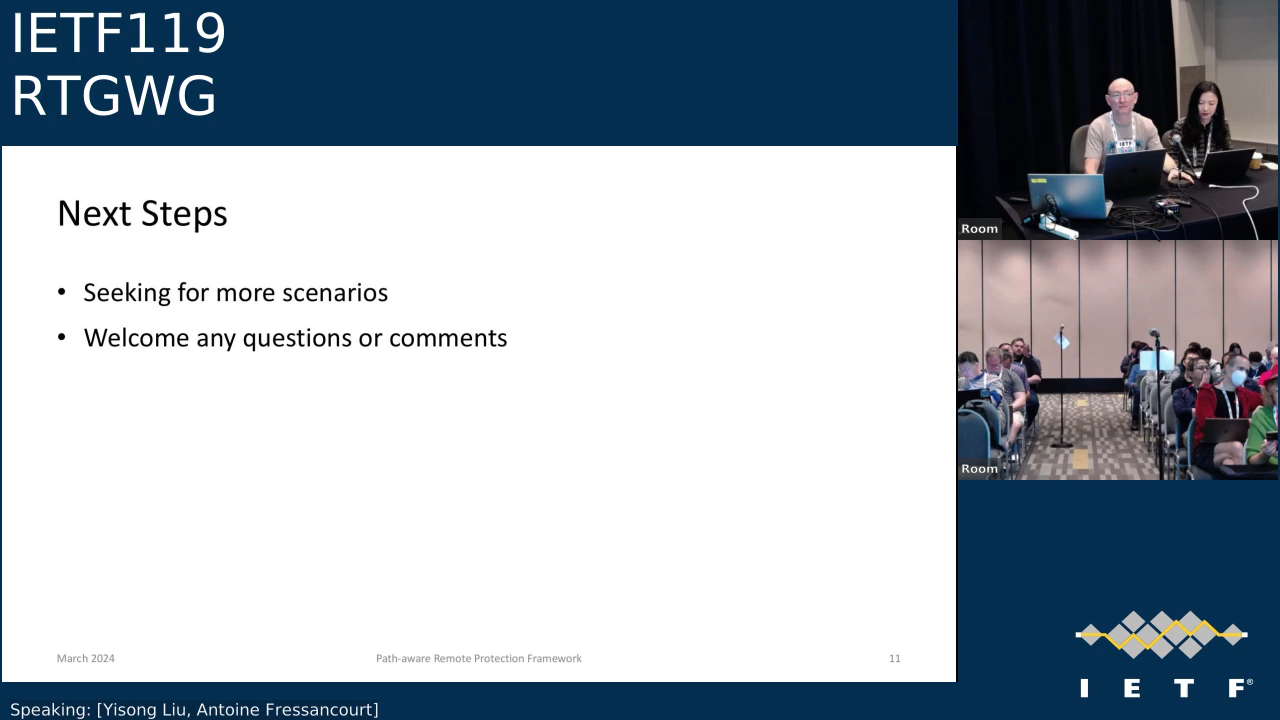 IETF119
RTGWG
Next Steps
• Seeking for more scenarios
• Welcome any questions or comments
March 2024
Path-aware Remote Protection Framework
11
Speaking: [Yisong Liu, Antoine Fressancourt]
Room
IETF
Room
I E T F®